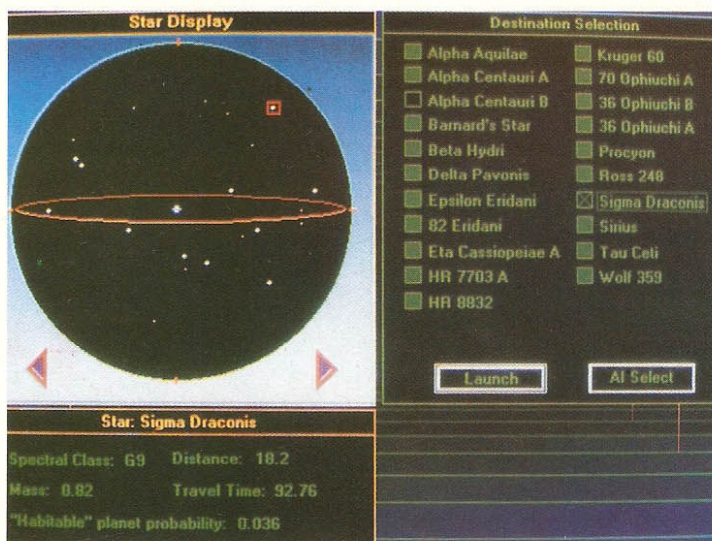 Star Display
Destination Selection
Alpha Aquilae
Alpha Centauri A
Alpha Centauri B
Barnard's Star
Beta Hydri
Delta Pavonis
Epsilon Eridani
82 Eridani
Eta Cassiopeiae A
HR 7703 A
HR 8832
Kruger 60
70 Ophiuchi A
36 Ophiuchi B
36 Ophiuchi A
Procyon
Ross 248
Sigma Draconis
Sirius
Tau Ceti
Wolf 359
Launch
AI Select
Star: Sigma Draconis
Spectral Class: G9 Distance: 18.2
Mass: 0.82 Travel Time: 92.76
"Habitable" planet probability: 0.036